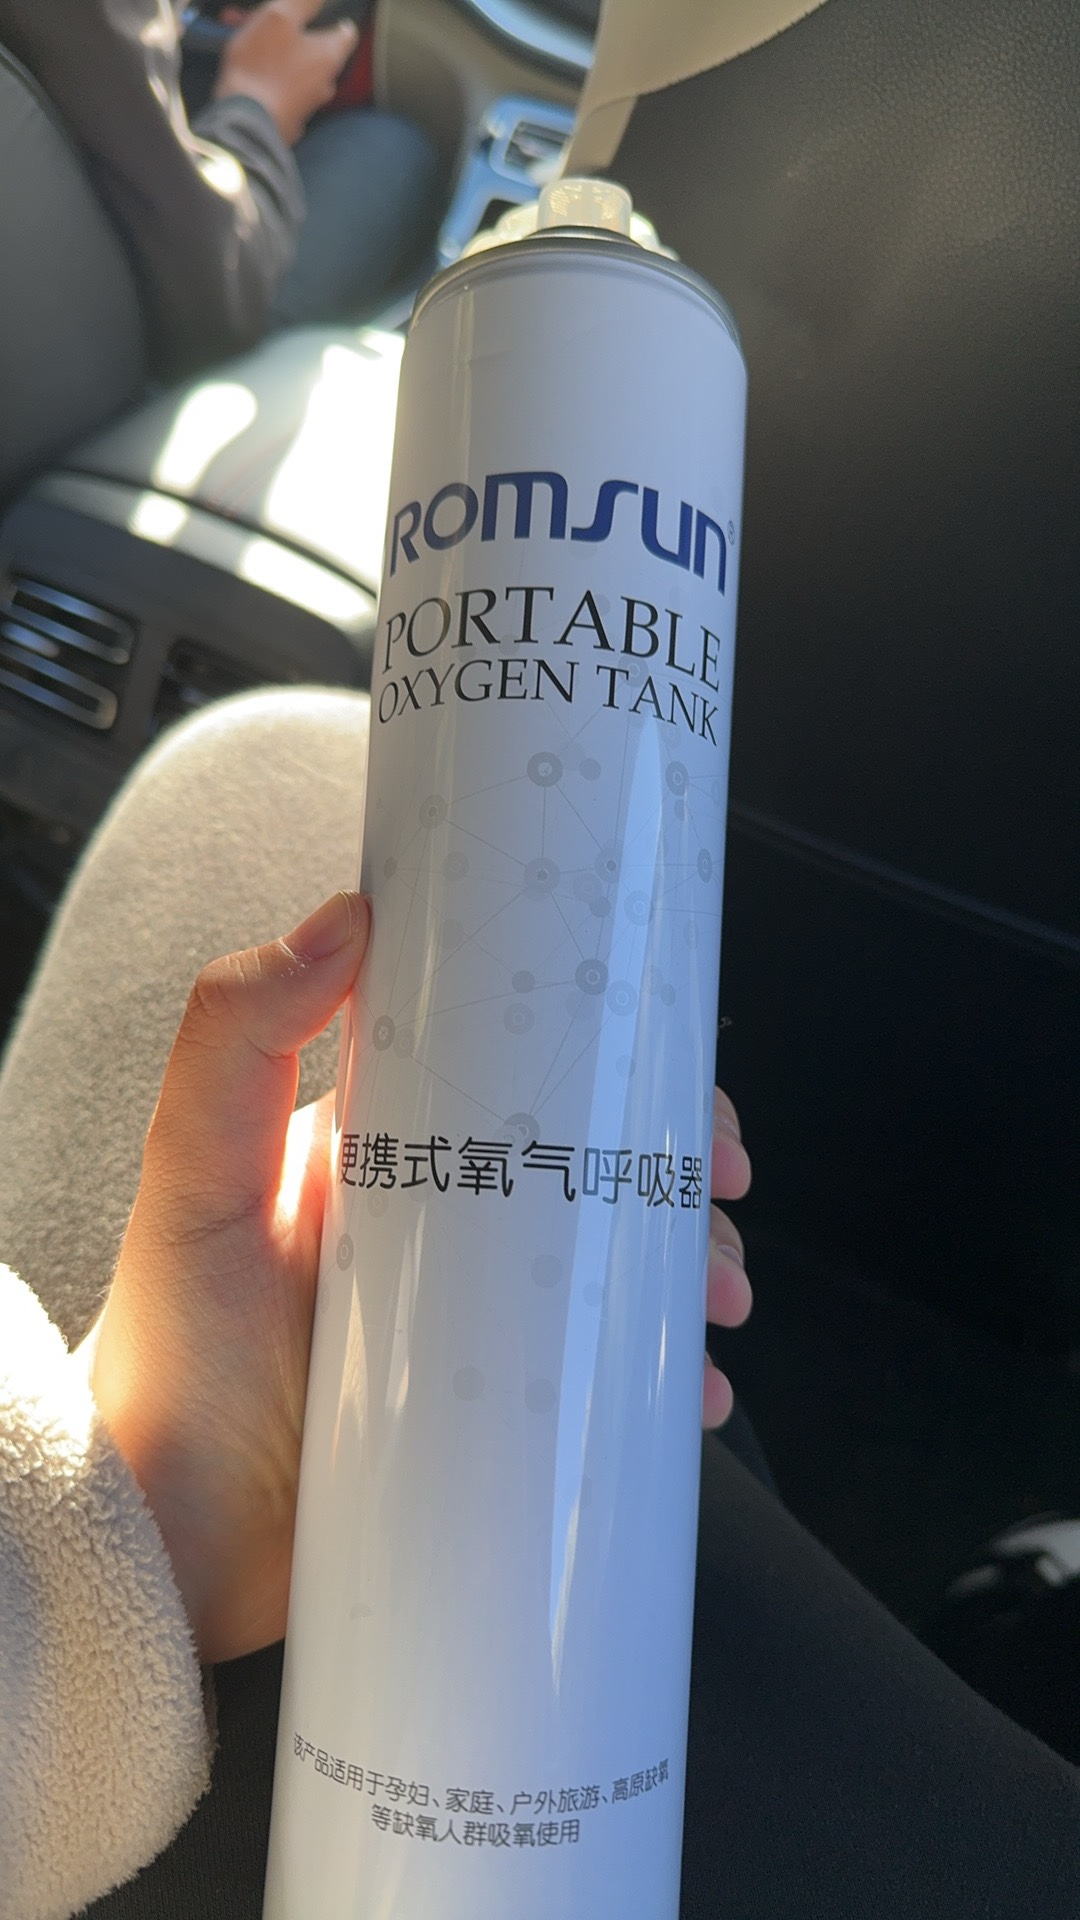 ROMSUN®
PORTABLE
OXYGEN TANK
便携式氧气呼吸器
该产品适用于孕妇、家庭、户外旅游、高原缺氧
等缺氧人群吸氧使用